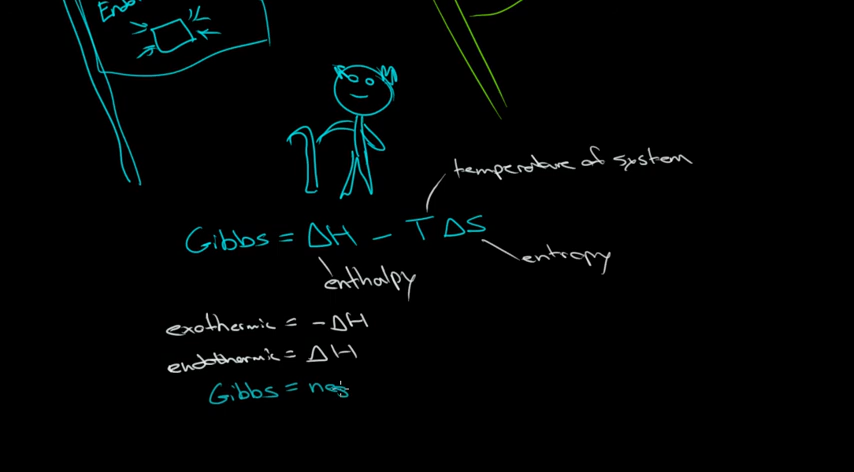 temperature of system
Gibbs = ΔH - TΔS
entropy
enthalpy
exothermic = -ΔH
endothermic = ΔH
Gibbs = neg